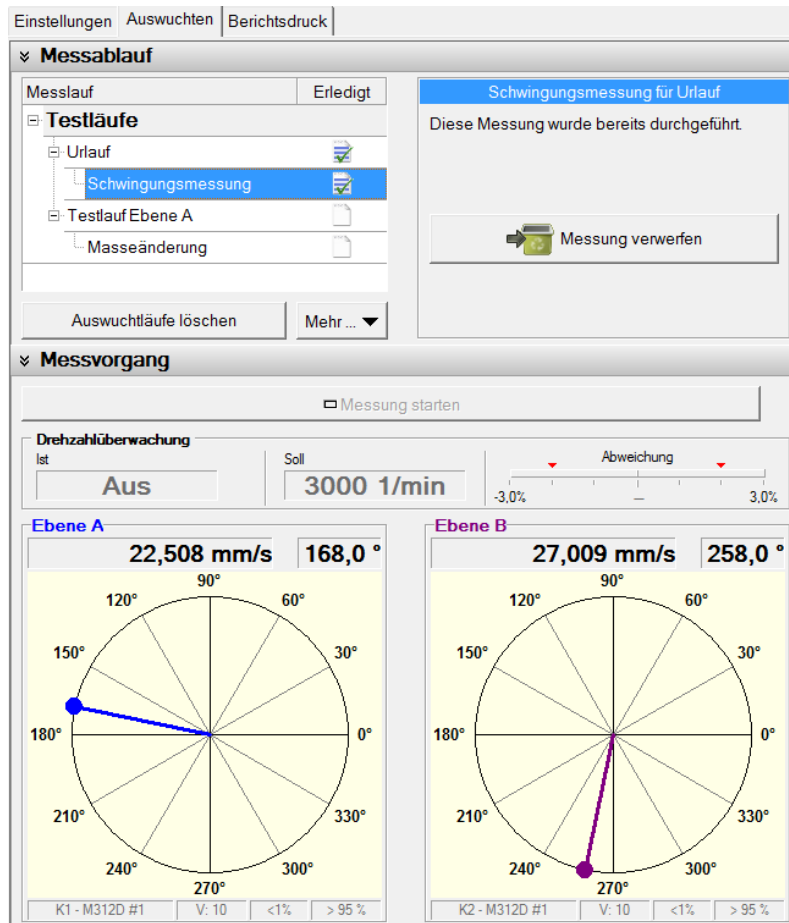 Einstellungen Auswuchten Berichtsdruck
Messablauf
Messlauf Erledigt
Testläufe
Urlauf
Schwingungsmessung
Testlauf Ebene A
Masseänderung
Auswuchtläufe löschen Mehr ...
Schwingungsmessung für Urlauf
Diese Messung wurde bereits durchgeführt.
Messung verwerfen
Messvorgang
Messung starten
Drehzahlüberwachung
Ist Soll Abweichung
Aus 3000 1/min
-3,0% — 3,0%
Ebene A
22,508 mm/s 168,0 °
90°
120° 60°
150° 30°
180° 0°
210° 330°
240° 300°
270°
K1 - M312D #1 V: 10 <1% > 95 %
Ebene B
27,009 mm/s 258,0 °
90°
120° 60°
150° 30°
180° 0°
210° 330°
240° 300°
270°
K2 - M312D #1 V: 10 <1% > 95 %